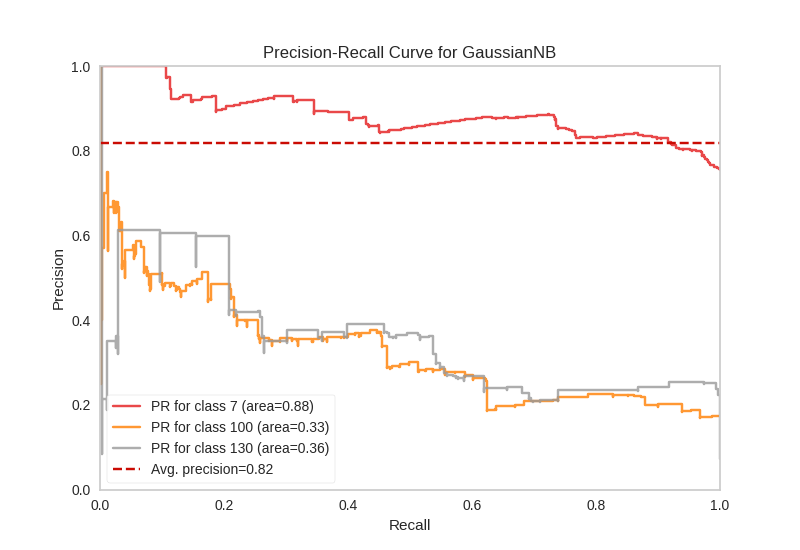 Precision-Recall Curve for GaussianNB
1.0
0.8
0.6
0.4
0.2
0.0
Precision
PR for class 7 (area=0.88)
PR for class 100 (area=0.33)
PR for class 130 (area=0.36)
Avg. precision=0.82
0.0 0.2 0.4 0.6 0.8 1.0
Recall